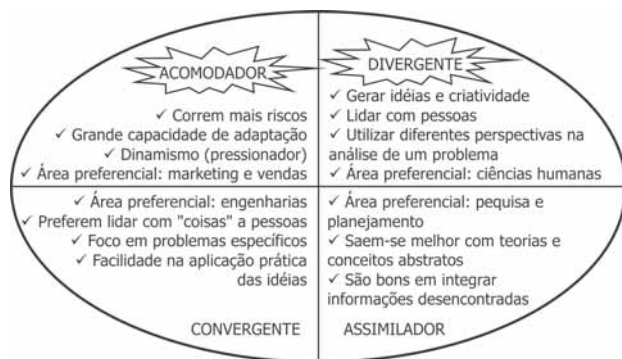 ACOMODADOR
✓ Correm mais riscos
✓ Grande capacidade de adaptação
✓ Dinamismo (pressionador)
✓ Área preferencial: marketing e vendas
DIVERGENTE
✓ Gerar idéias e criatividade
✓ Lidar com pessoas
✓ Utilizar diferentes perspectivas na
análise de um problema
✓ Área preferencial: ciências humanas
✓ Área preferencial: engenharias
✓ Preferem lidar com "coisas" a pessoas
✓ Foco em problemas específicos
✓ Facilidade na aplicação prática
das idéias
CONVERGENTE
✓ Área preferencial: pequisa e
planejamento
✓ Saem-se melhor com teorias e
conceitos abstratos
✓ São bons em integrar
informações desencontradas
ASSIMILADOR